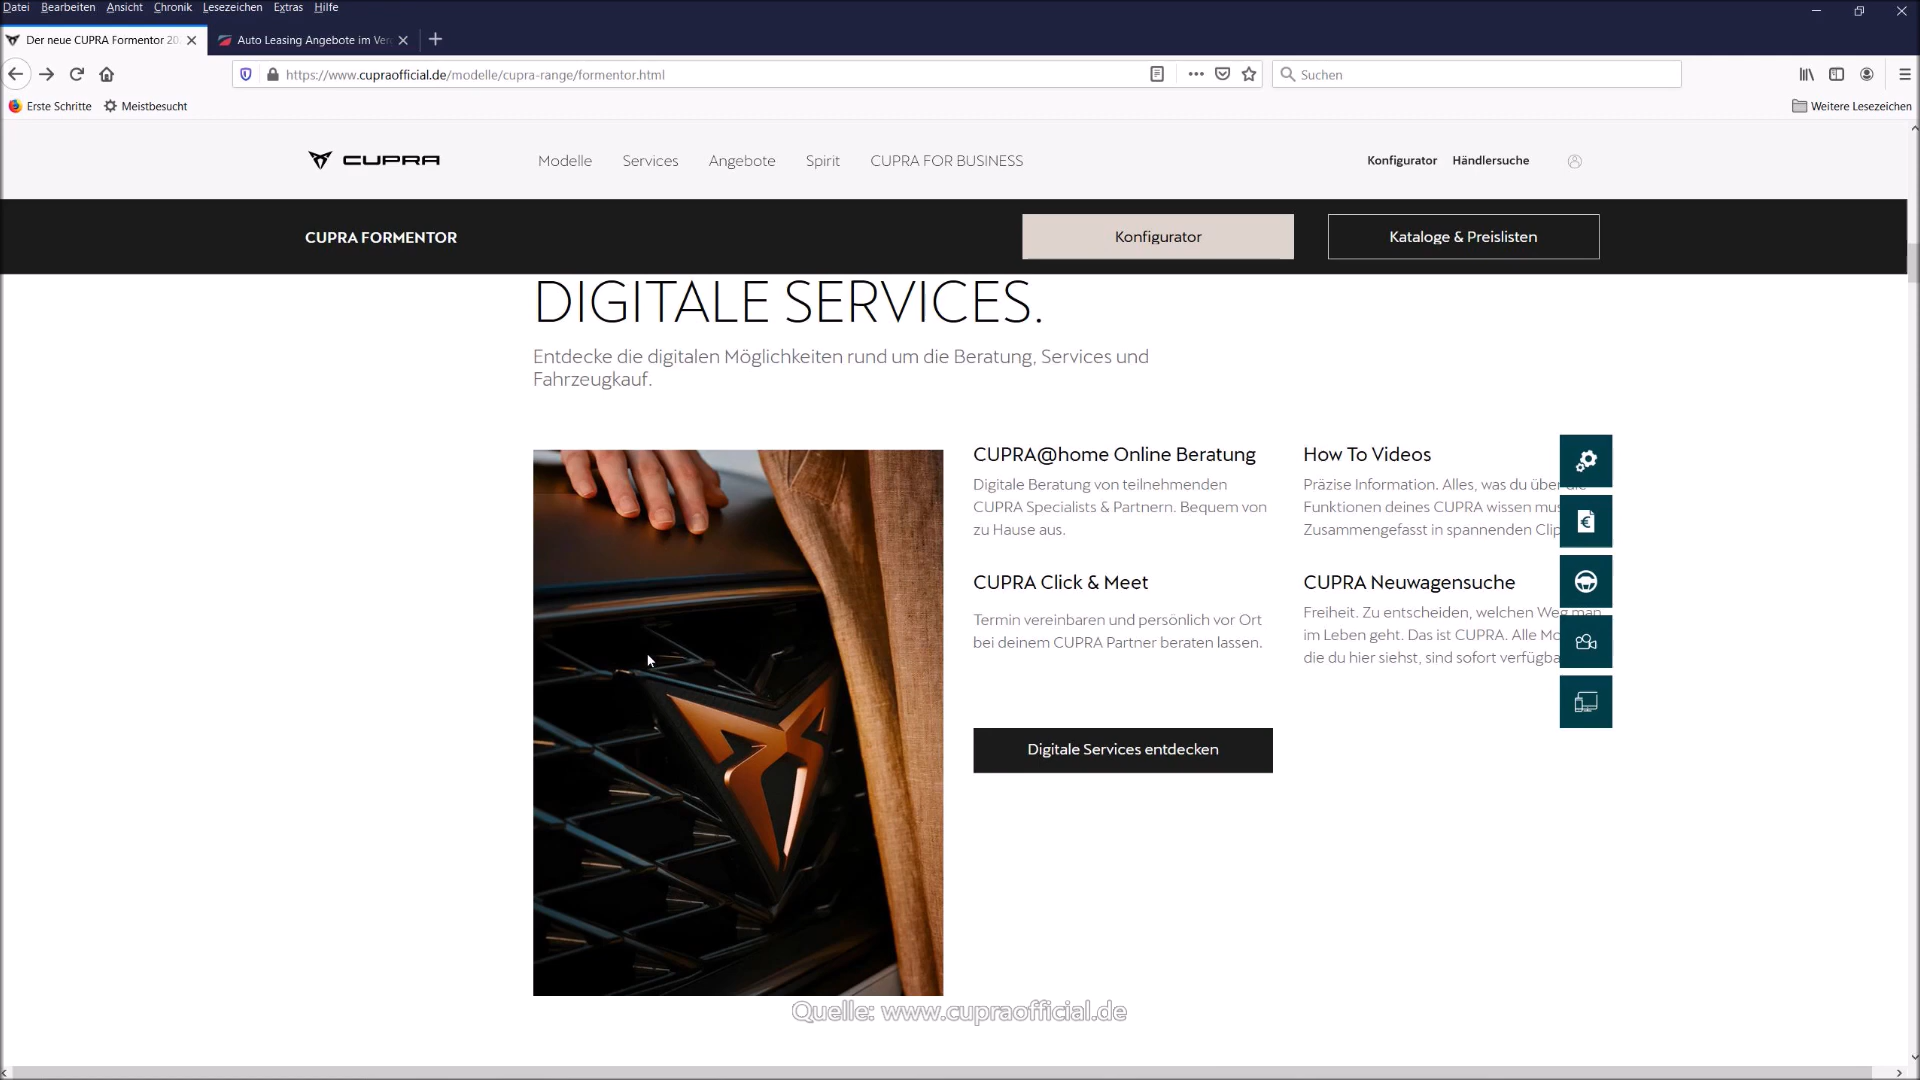 Datei Bearbeiten Ansicht Chronik Lesezeichen Extras Hilfe
Der neue CUPRA Formentor 20
Auto Leasing Angebote im Ver
https://www.cupraofficial.de/modelle/cupra-range/formentor.html
Suchen
Erste Schritte Meistbesucht
Weitere Lesezeichen
CUPRA
Modelle Services Angebote Spirit CUPRA FOR BUSINESS
Konfigurator Händlersuche
CUPRA FORMENTOR
Konfigurator
Kataloge & Preislisten
DIGITALE SERVICES.
Entdecke die digitalen Möglichkeiten rund um die Beratung, Services und
Fahrzeugkauf.
CUPRA@home Online Beratung
Digitale Beratung von teilnehmenden
CUPRA Specialists & Partnern. Bequem von
zu Hause aus.
How To Videos
Präzise Information. Alles, was du über die
Funktionen deines CUPRA wissen mus
Zusammengefasst in spannenden Clip
CUPRA Click & Meet
Termin vereinbaren und persönlich vor Ort
bei deinem CUPRA Partner beraten lassen.
CUPRA Neuwagensuche
Freiheit. Zu entscheiden, welchen Weg man
im Leben geht. Das ist CUPRA. Alle Mo
die du hier siehst, sind sofort verfügba
Digitale Services entdecken
Quelle: www.cupraofficial.de